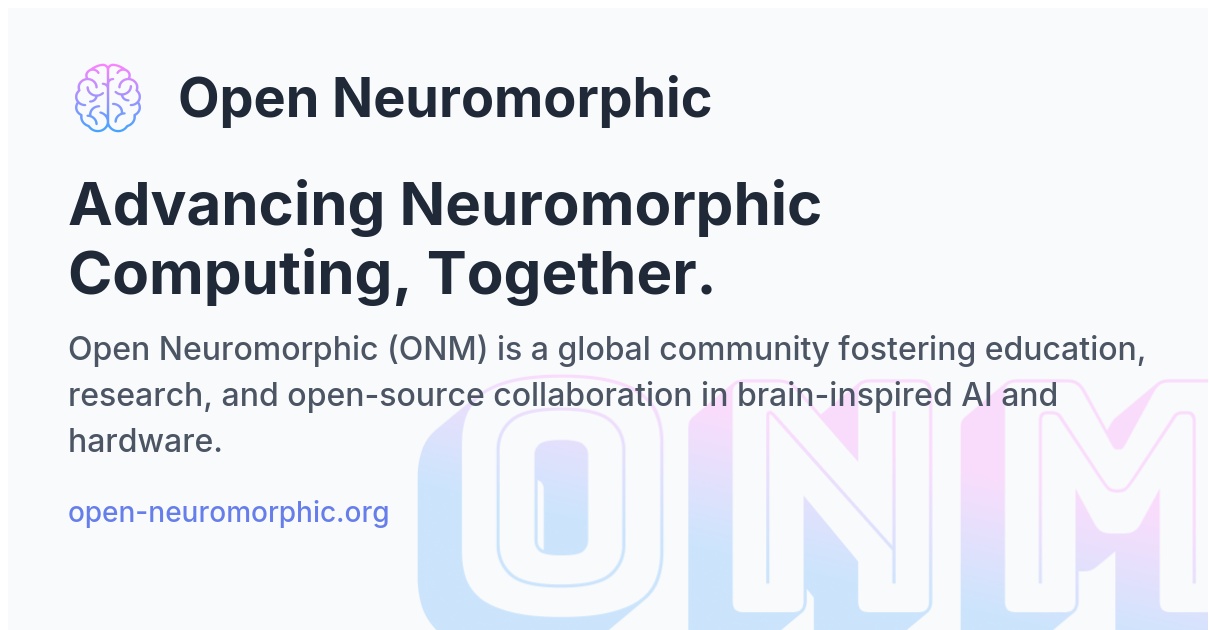 Open Neuromorphic
Advancing Neuromorphic
Computing, Together.
Open Neuromorphic (ONM) is a global community fostering education,
research, and open-source collaboration in brain-inspired AI and
hardware.
open-neuromorphic.org
ONM